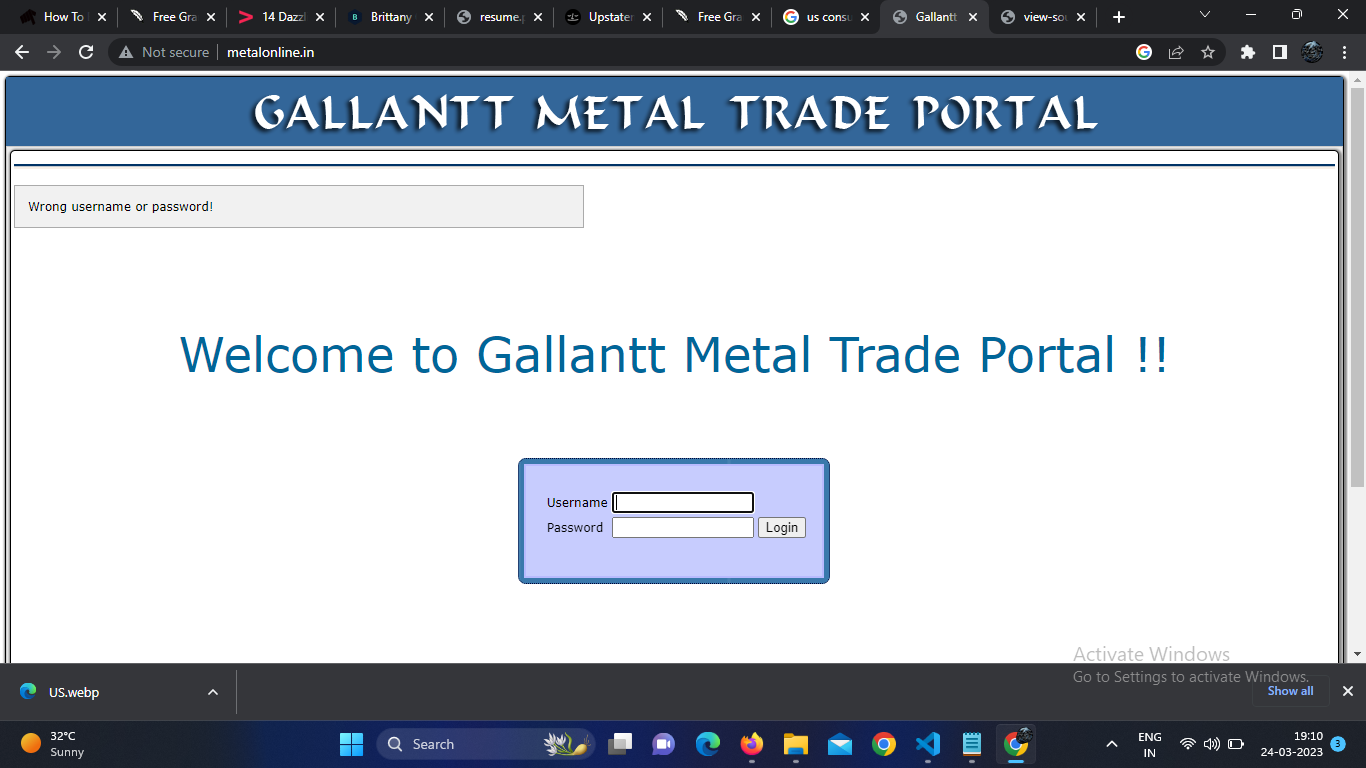 How To
Free Gra
14 Dazzl
Brittany
resume.p
Upstater
Free Gra
us consu
Gallantt
view-sou
Not secure
metalonline.in
GALLANTT METAL TRADE PORTAL
Wrong username or password!
Welcome to Gallantt Metal Trade Portal !!
Username
Password
Login
Activate Windows
Go to Settings to activate Windows.
US.webp
Show all
32°C
Sunny
Search
ENG
IN
19:10
24-03-2023
3